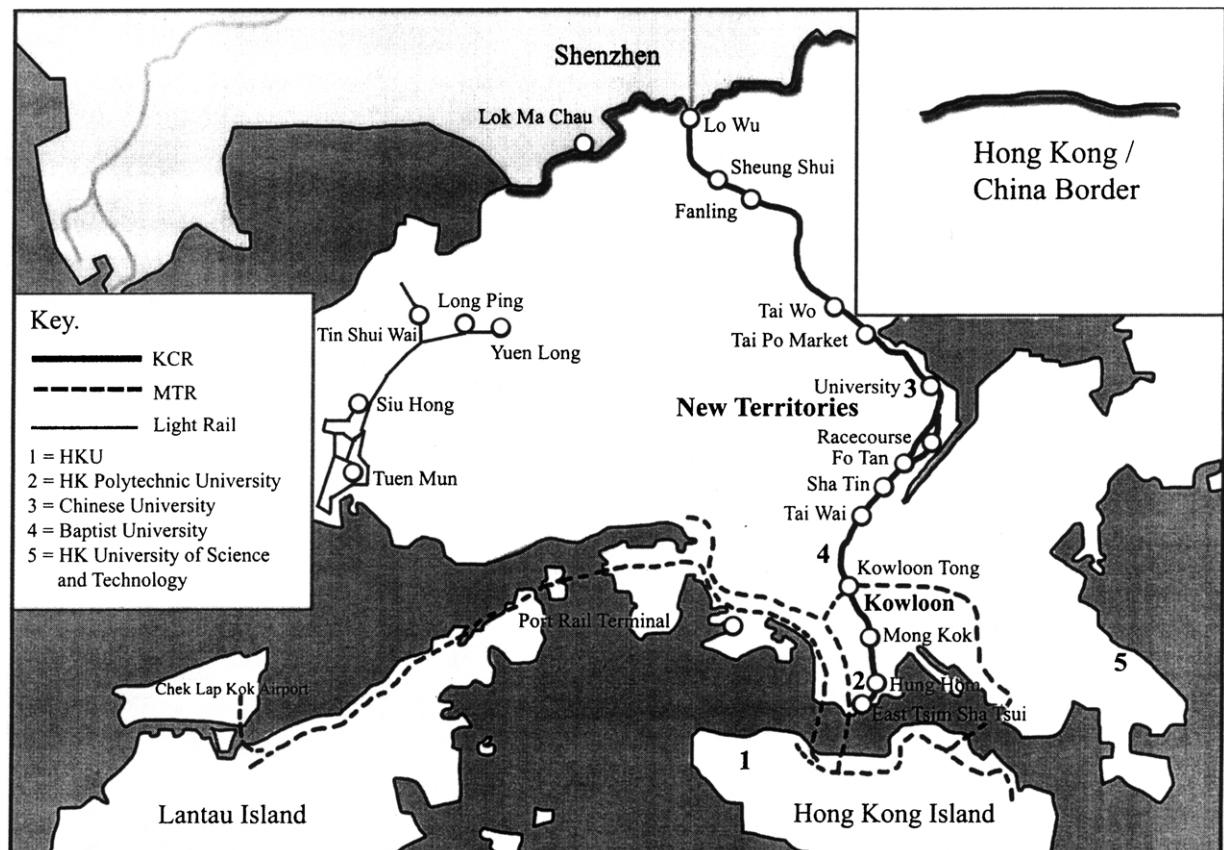 Shenzhen
Lok Ma Chau
Lo Wu
Sheung Shui
Fanling
Hong Kong /
China Border
Key.
KCR
MTR
Light Rail
1 = HKU
2 = HK Polytechnic University
3 = Chinese University
4 = Baptist University
5 = HK University of Science
and Technology
Long Ping
Tin Shui Wai
Yuen Long
Siu Hong
Tuen Mun
Tai Wo
Tai Po Market
University 3
New Territories
Racecourse
Fo Tan
Sha Tin
Tai Wai
4
Kowloon Tong
Kowloon
Port Rail Terminal
Mong Kok
5
2 Hung Hom
Chek Lap Kok Airport
East Tsim Sha Tsui
1
Lantau Island
Hong Kong Island